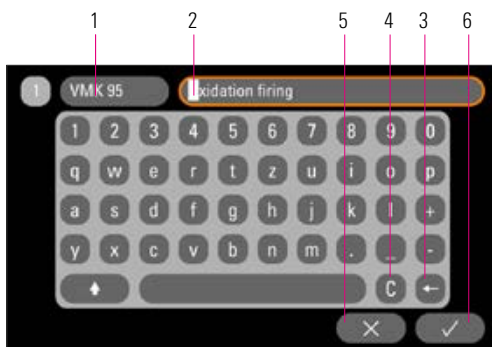 1 2 5 4 3 6
1 VMK 95 oxidation firing
1 2 3 4 5 6 7 8 9 0
q w e r t z u i o p
a s d f g h j k l +
y x c v b n m . _ -
C